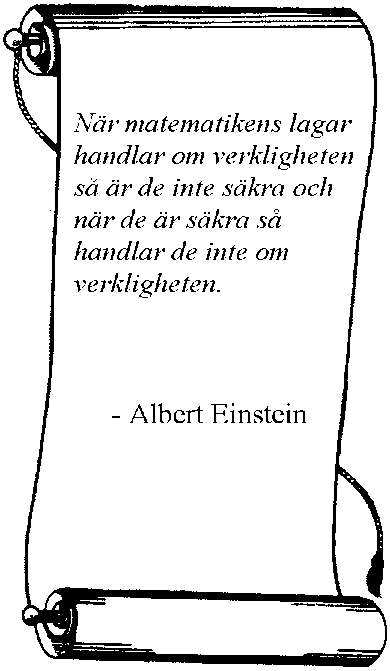 När matematikens lagar
handlar om verkligheten
så är de inte säkra och
när de är säkra så
handlar de inte om
verkligheten.
- Albert Einstein